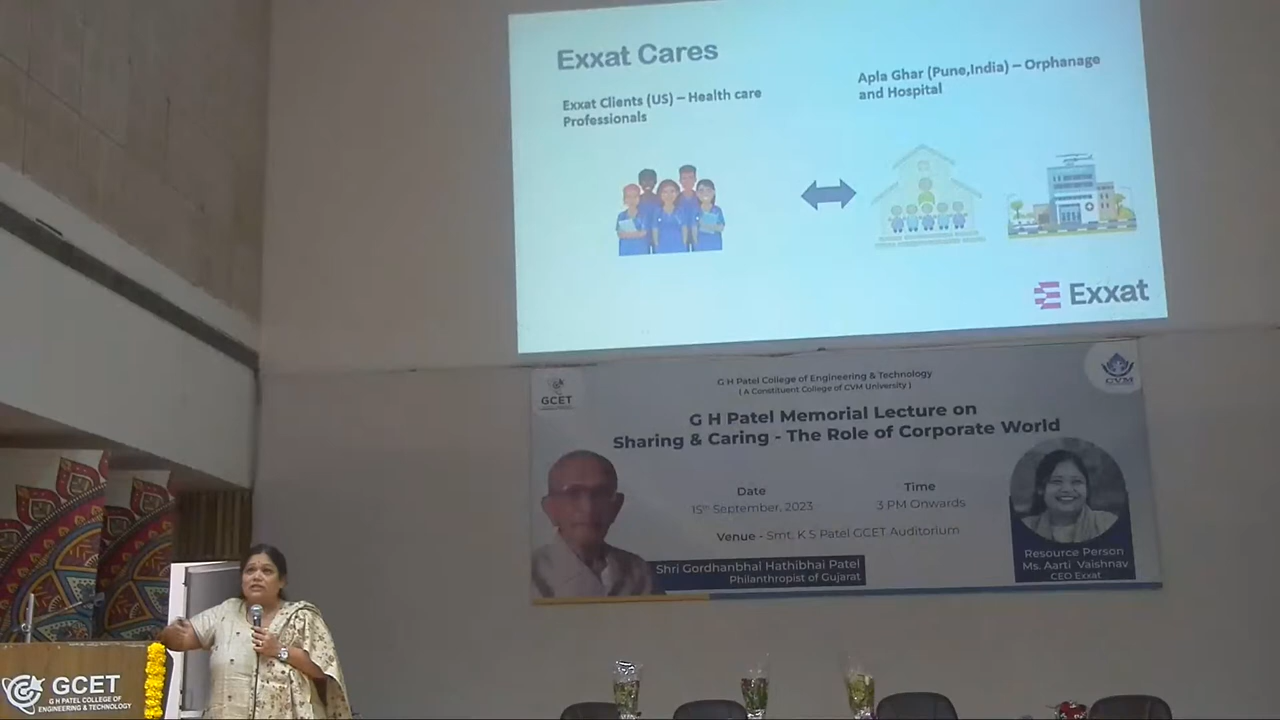 Exxat Cares
Exxat Clients (US) – Health care
Professionals
Apla Ghar (Pune,India) – Orphanage
and Hospital
Exxat
GCET
CVM
G H Patel College of Engineering & Technology
( A Constituent College of CVM University )
G H Patel Memorial Lecture on
Sharing & Caring - The Role of Corporate World
Date
15th September, 2023
Time
3 PM Onwards
Venue - Smt. K S Patel GCET Auditorium
Shri Gordhanbhai Hathibhai Patel
Philanthropist of Gujarat
Resource Person
Ms. Aarti Vaishnav
CEO Exxat
GCET
G H PATEL COLLEGE OF
ENGINEERING & TECHNOLOGY